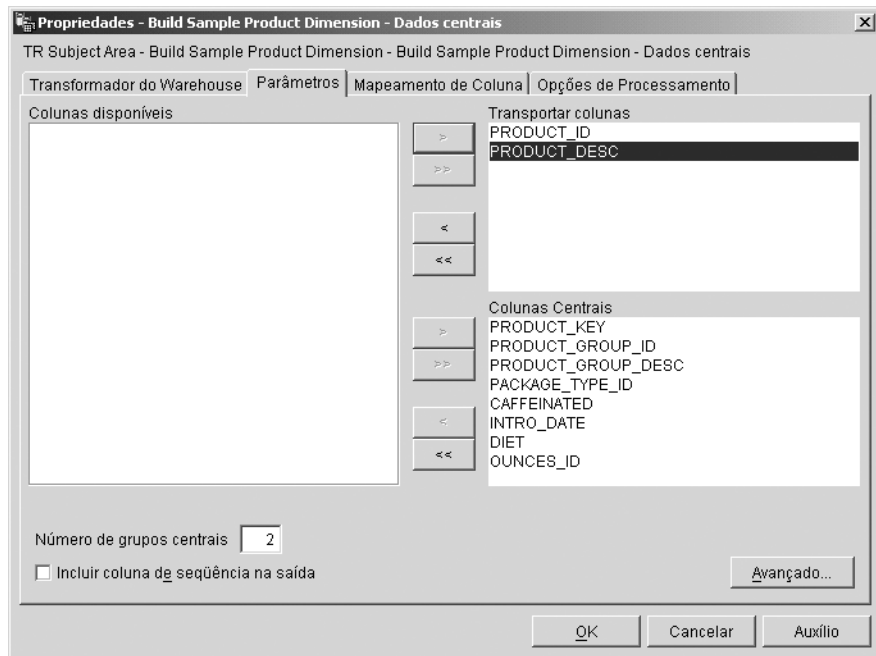 Propriedades - Build Sample Product Dimension - Dados centrais
TR Subject Area - Build Sample Product Dimension - Build Sample Product Dimension - Dados centrais
Transformador do Warehouse Parâmetros Mapeamento de Coluna Opções de Processamento
Colunas disponíveis
>
>>
<
<<
Transportar colunas
PRODUCT_ID
PRODUCT_DESC
>
>>
<
<<
Colunas Centrais
PRODUCT_KEY
PRODUCT_GROUP_ID
PRODUCT_GROUP_DESC
PACKAGE_TYPE_ID
CAFFEINATED
INTRO_DATE
DIET
OUNCES_ID
Número de grupos centrais 2
Incluir coluna de seqüência na saída
Avançado...
OK Cancelar Auxílio